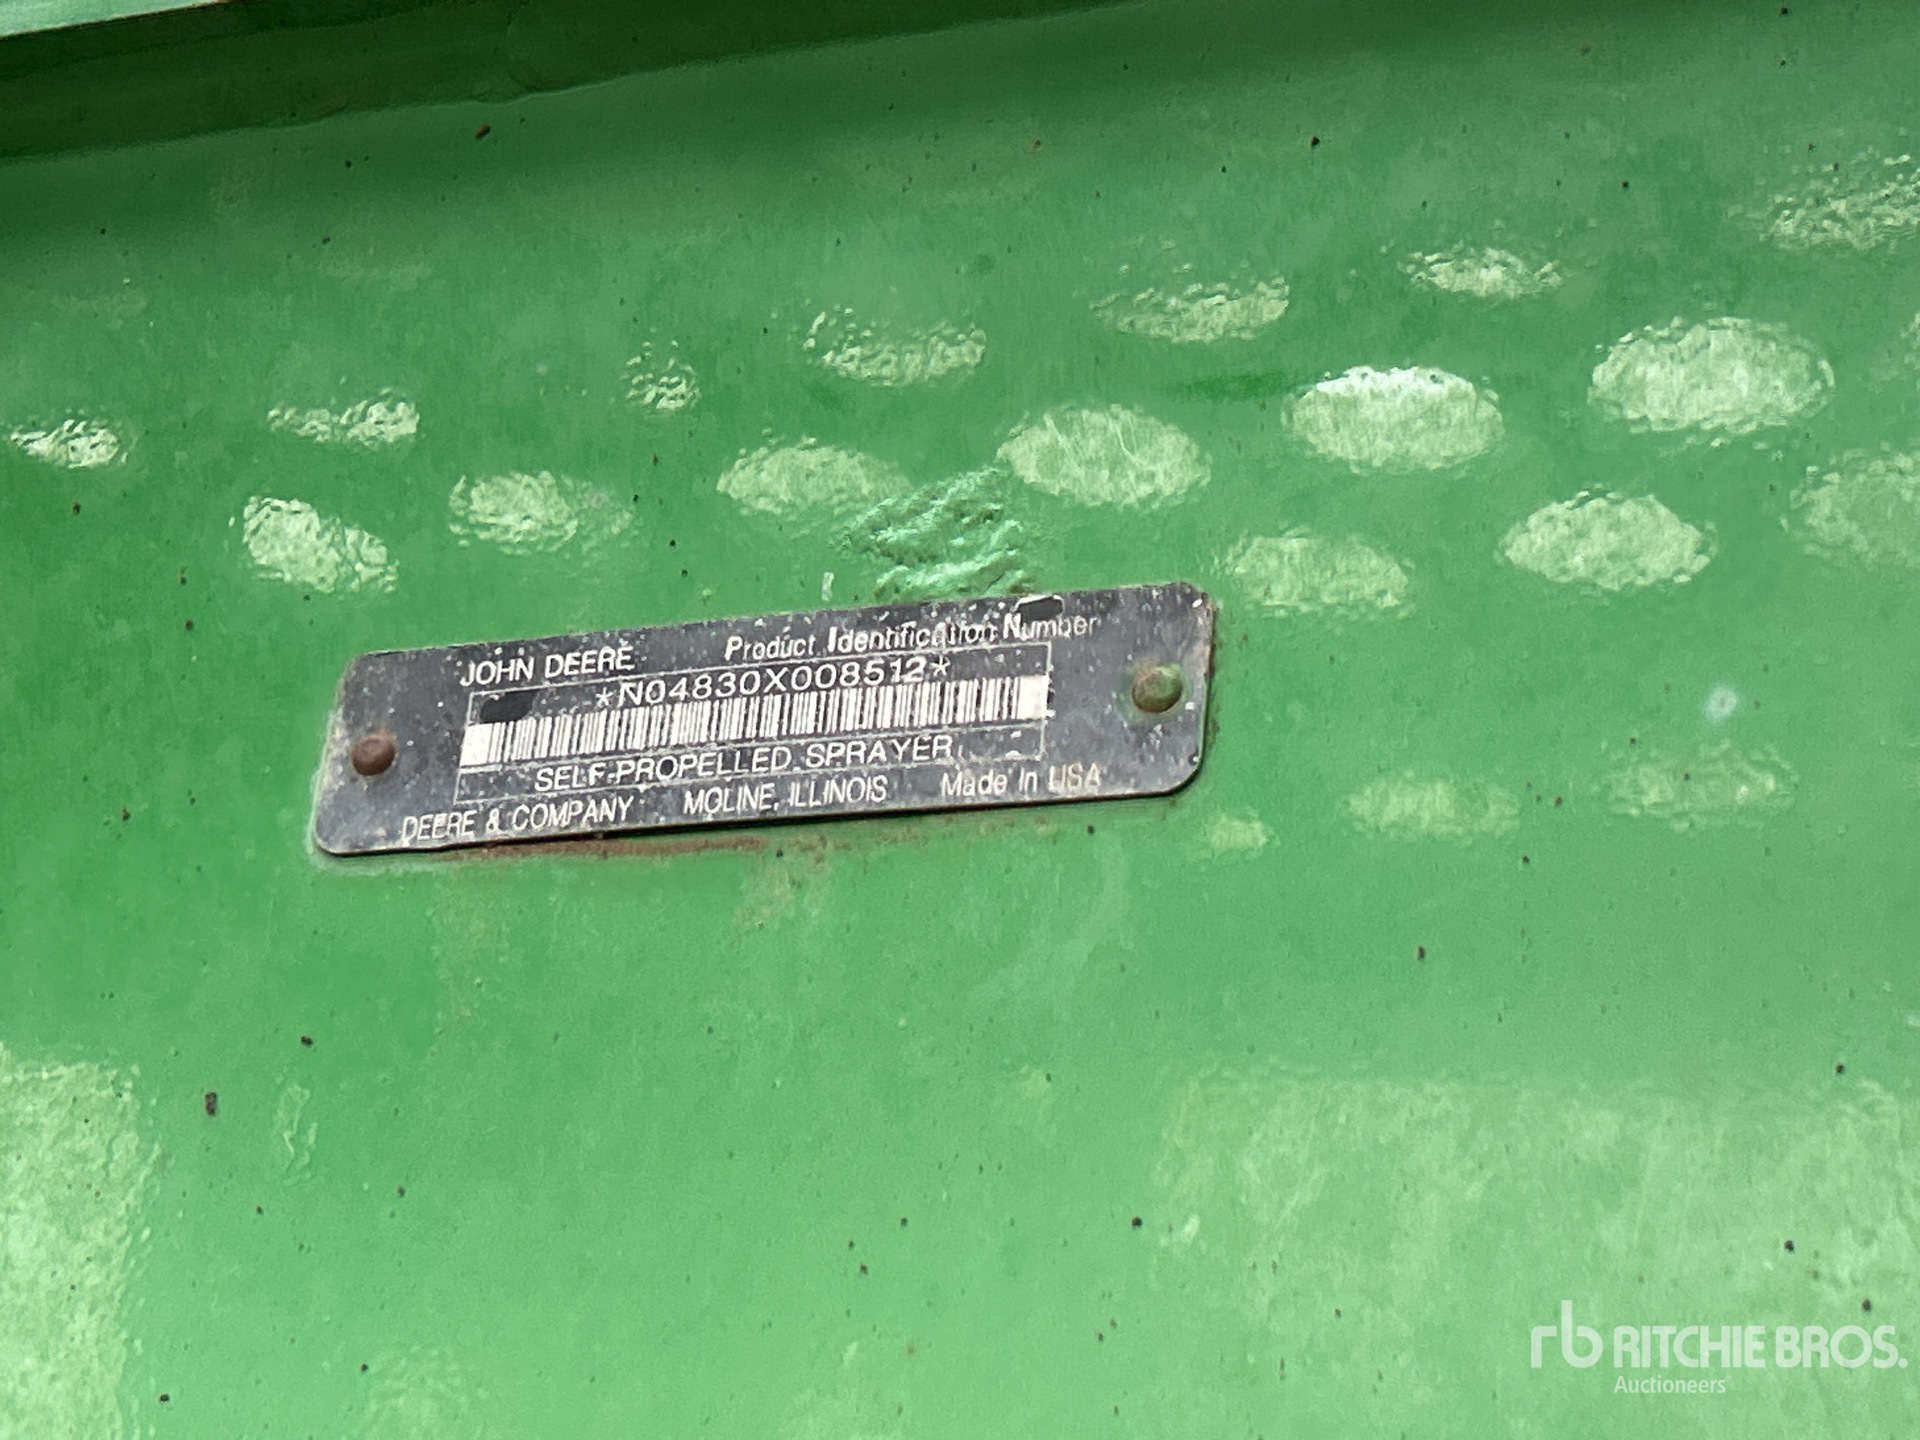 JOHN DEERE Product Identification Number
*N04830X008512*
SELF-PROPELLED SPRAYER
DEERE & COMPANY MOLINE, ILLINOIS Made In USA
rb RITCHIE BROS.
Auctioneers